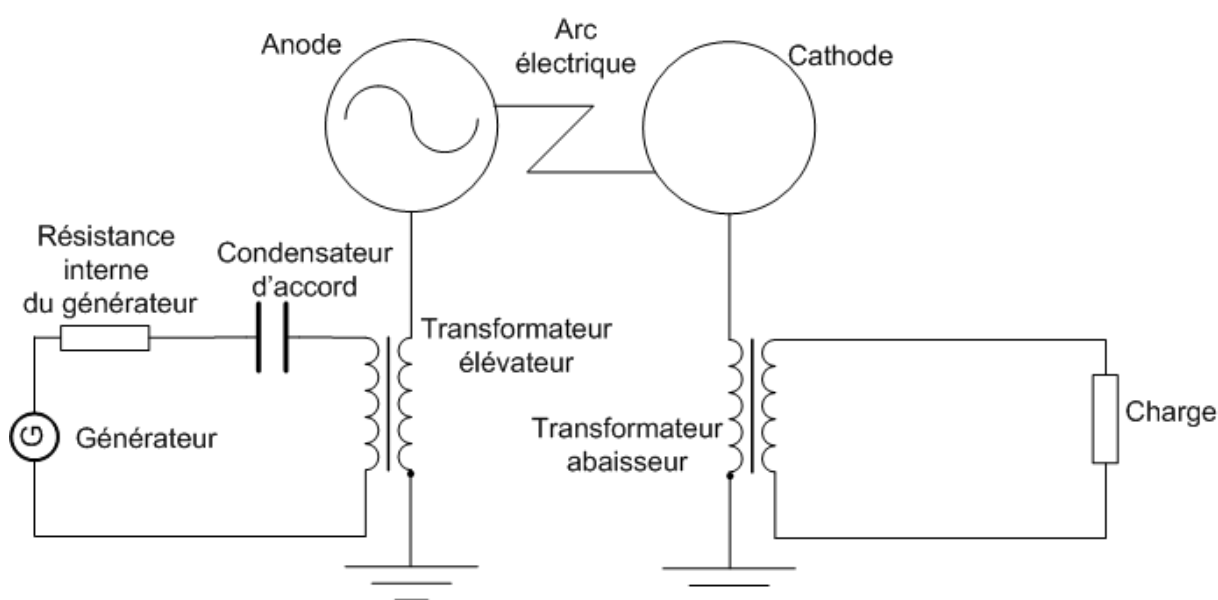 Anode
Arc
électrique
Cathode
Résistance
interne
du générateur
Condensateur
d'accord
Transformateur
élévateur
G
Générateur
Transformateur
abaisseur
Charge